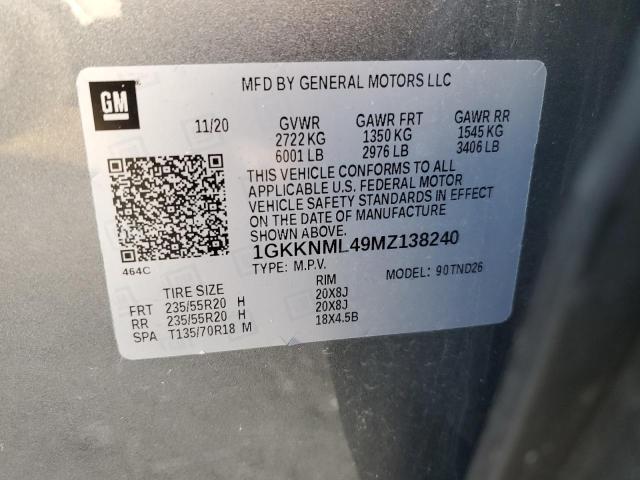 GM
MFD BY GENERAL MOTORS LLC
11/20 GVWR GAWR FRT GAWR RR
2722 KG 1350 KG 1545 KG
6001 LB 2976 LB 3406 LB
THIS VEHICLE CONFORMS TO ALL
APPLICABLE U.S. FEDERAL MOTOR
VEHICLE SAFETY STANDARDS IN EFFECT
ON THE DATE OF MANUFACTURE
SHOWN ABOVE.
1GKKNML49MZ138240
464C
TYPE: M.P.V. MODEL: 90TND26
TIRE SIZE RIM
FRT 235/55R20 H 20X8J
RR 235/55R20 H 20X8J
SPA T135/70R18 M 18X4.5B